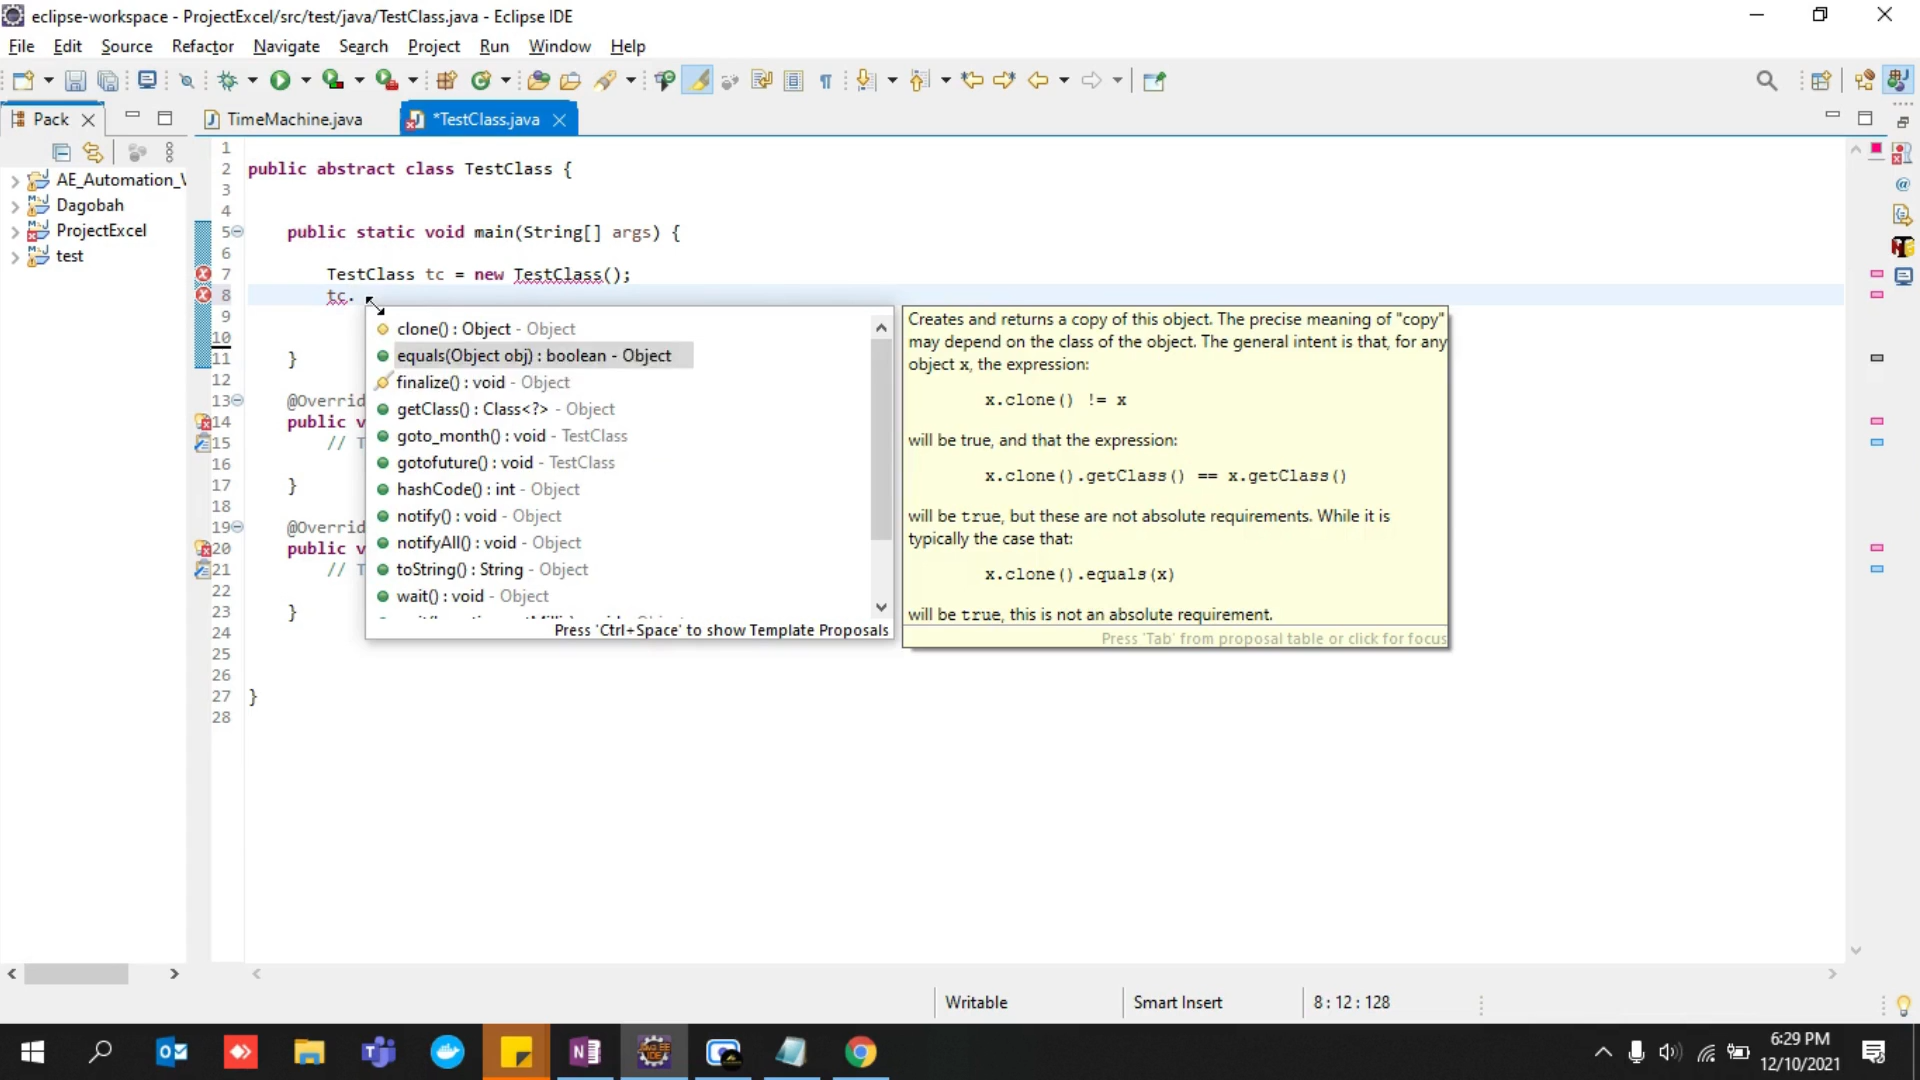 eclipse-workspace - ProjectExcel/src/test/java/TestClass.java - Eclipse IDE
File Edit Source Refactor Navigate Search Project Run Window Help
Pack
TimeMachine.java
*TestClass.java
AE_Automation_
Dagobah
ProjectExcel
test
1
2 public abstract class TestClass {
3
4
5 public static void main(String[] args) {
6
7 TestClass tc = new TestClass();
8 tc.
9
10
11 }
12
13 @Overrid
14 public v
15 // T
16
17 }
18
19 @Overrid
20 public v
21 // T
22
23 }
24
25
26
27 }
28
clone() : Object - Object
equals(Object obj) : boolean - Object
finalize() : void - Object
getClass() : Class<?> - Object
goto_month() : void - TestClass
gotofuture() : void - TestClass
hashCode() : int - Object
notify() : void - Object
notifyAll() : void - Object
toString() : String - Object
wait() : void - Object
Press 'Ctrl+Space' to show Template Proposals
Creates and returns a copy of this object. The precise meaning of "copy"
may depend on the class of the object. The general intent is that, for any
object x, the expression:
x.clone() != x
will be true, and that the expression:
x.clone().getClass() == x.getClass()
will be true, but these are not absolute requirements. While it is
typically the case that:
x.clone().equals(x)
will be true, this is not an absolute requirement.
Press 'Tab' from proposal table or click for focus
Writable
Smart Insert
8 : 12 : 128
6:29 PM
12/10/2021